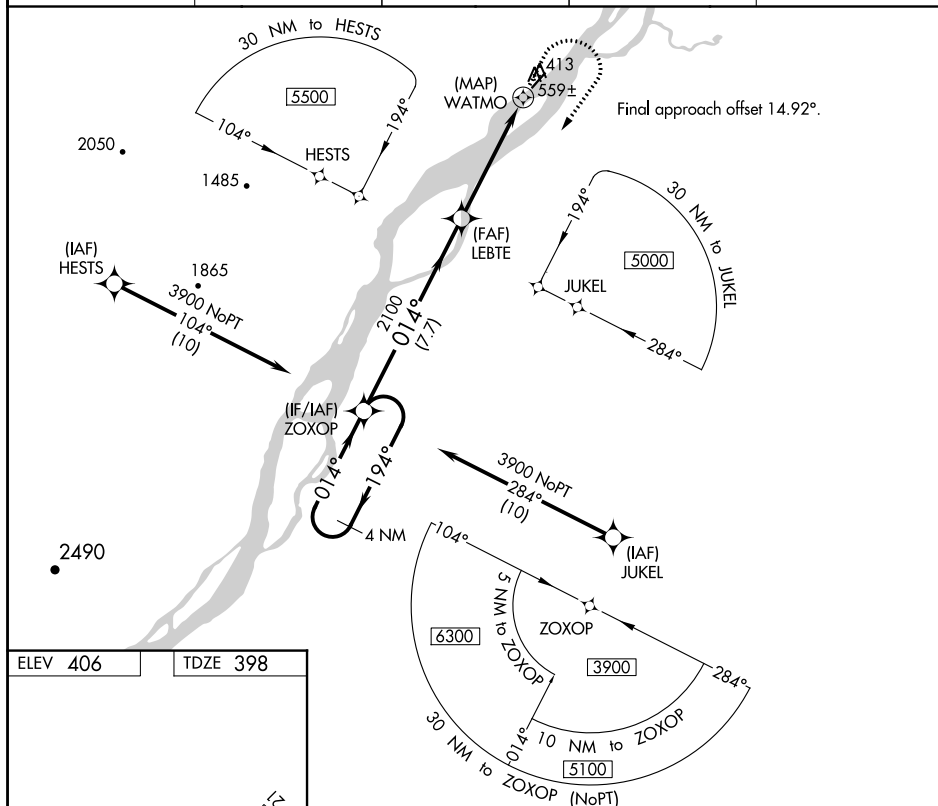 30 NM to HESTS
5500
104°
194°
HESTS
(MAP)
WATMO
413
559±
Final approach offset 14.92°.
2050
1485
1865
(IAF)
HESTS
3900 NoPT
104°
(10)
(FAF)
LEBTE
30 NM to JUKEL
194°
5000
JUKEL
284°
2100
014°
(7.7)
(IF/IAF)
ZOXOP
014°
194°
4 NM
3900 NoPT
284°
(10)
(IAF)
JUKEL
2490
104°
5 NM to ZOXOP
ZOXOP
6300
3900
284°
014°
10 NM to ZOXOP
5100
30 NM to ZOXOP (NoPT)
ELEV 406
TDZE 398
21